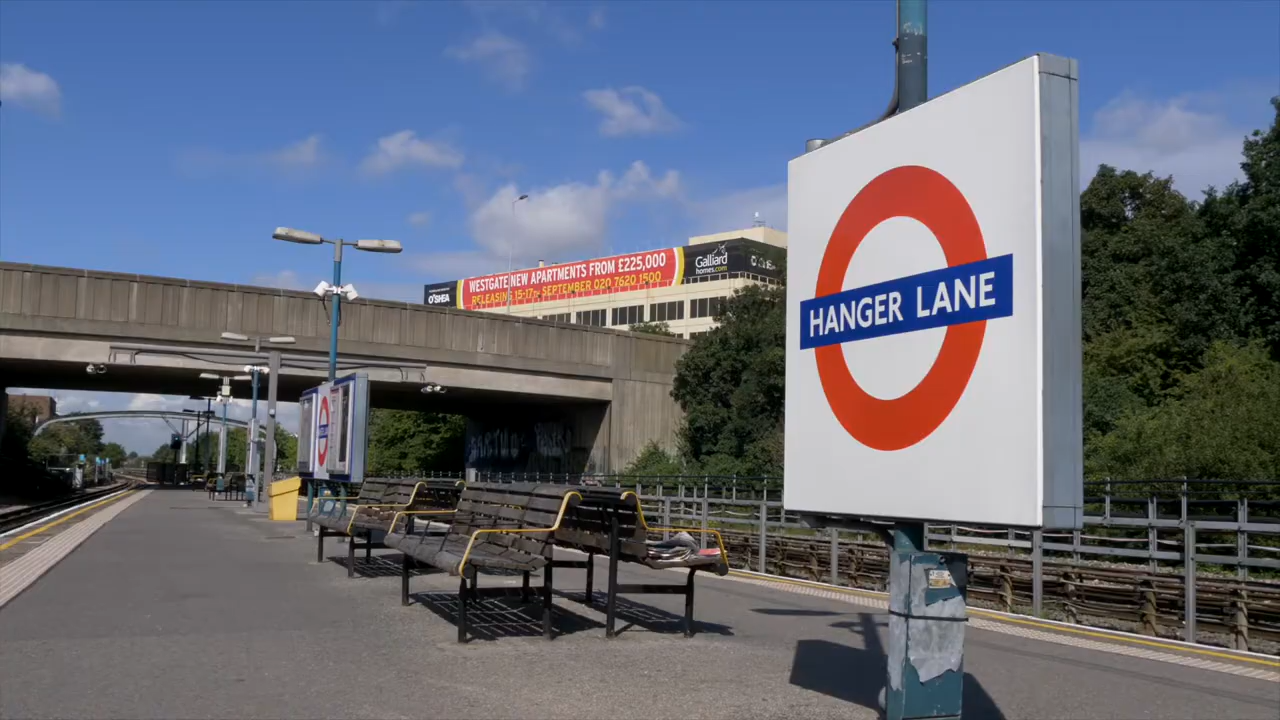 O'SHEA
WESTGATE NEW APARTMENTS FROM £225,000
RELEASING 15-17th SEPTEMBER 020 7620 1500
Galliard
homes.com
HANGER LANE